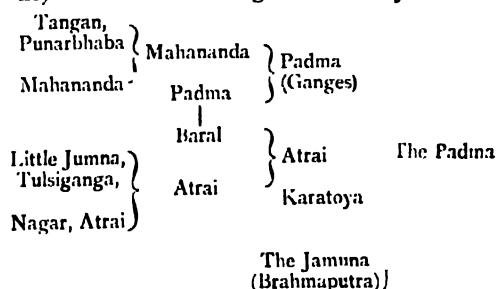 Tangan,
Punarbhaba
Mahananda
Mahananda
Padma
(Ganges)
Padma
Baral
Little Jumna,
Tulsiganga,
Atrai
The Padma
Atrai
Nagar, Atrai
Karatoya
The Jamuna
(Brahmaputra)